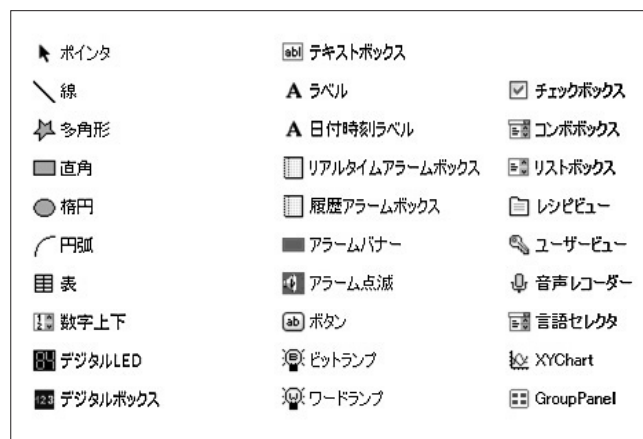 ポインタ
線
多角形
直角
楕円
円弧
表
数字上下
デジタルLED
デジタルボックス
テキストボックス
ラベル
日付時刻ラベル
リアルタイムアラームボックス
履歴アラームボックス
アラームバナー
アラーム点滅
ボタン
ビットランプ
ワードランプ
チェックボックス
コンボボックス
リストボックス
レシピビュー
ユーザービュー
音声レコーダー
言語セレクタ
XYChart
GroupPanel